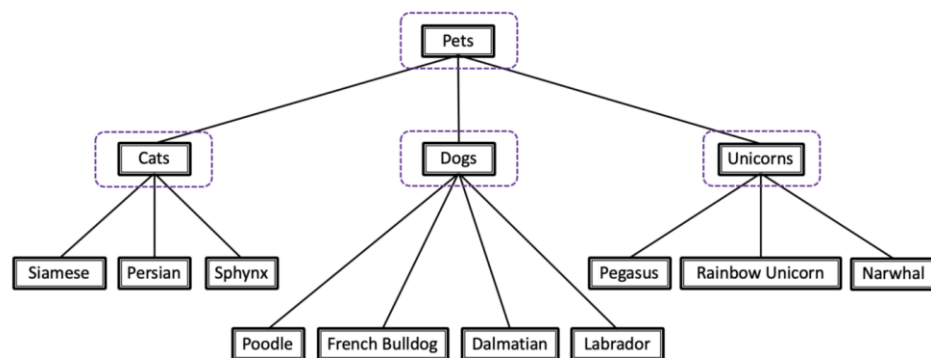 Pets
Cats
Dogs
Unicorns
Siamese
Persian
Sphynx
Pegasus
Rainbow Unicorn
Narwhal
Poodle
French Bulldog
Dalmatian
Labrador